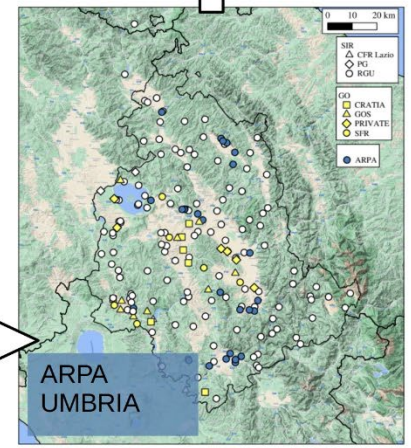 0 10 20 km
SIR
CFR Lazio
PG
RGU
GO
CRATIA
GOS
PRIVATE
SFR
ARPA
ARPA
UMBRIA